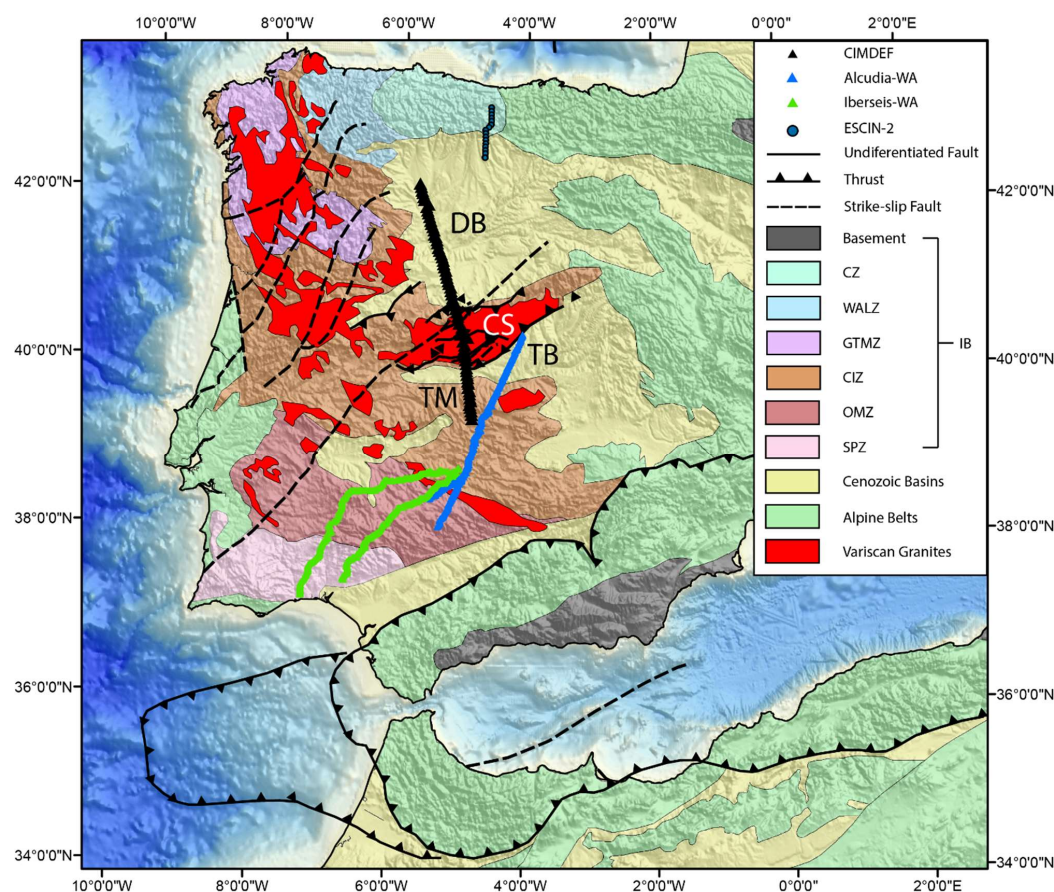 10°0'0"W 8°0'0"W 6°0'0"W 4°0'0"W 2°0'0"W 0°0'0" 2°0'0"E
CIMDEF
Alcudia-WA
Iberseis-WA
ESCIN-2
Undiferentiated Fault
Thrust
Strike-slip Fault
Basement
CZ
WALZ
GTMZ
CIZ
OMZ
SPZ
IB
Cenozoic Basins
Alpine Belts
Variscan Granites
42°0'0"N
40°0'0"N
38°0'0"N
36°0'0"N
34°0'0"N
DB
CS
TB
TM
42°0'0"N
40°0'0"N
38°0'0"N
36°0'0"N
34°0'0"N
10°0'0"W 8°0'0"W 6°0'0"W 4°0'0"W 2°0'0"W 0°0'0" 2°0'0"E